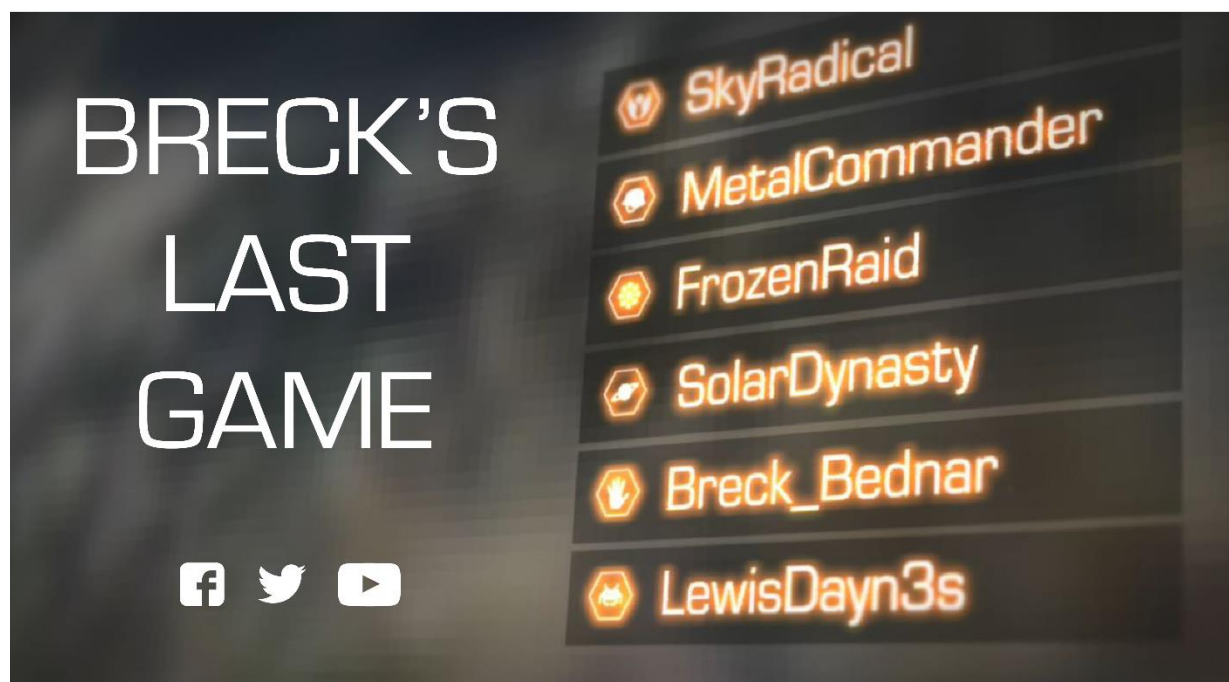 BRECK'S
LAST
GAME
SkyRadical
MetalCommander
FrozenRaid
SolarDynasty
Breck_Bednar
LewisDayn3s